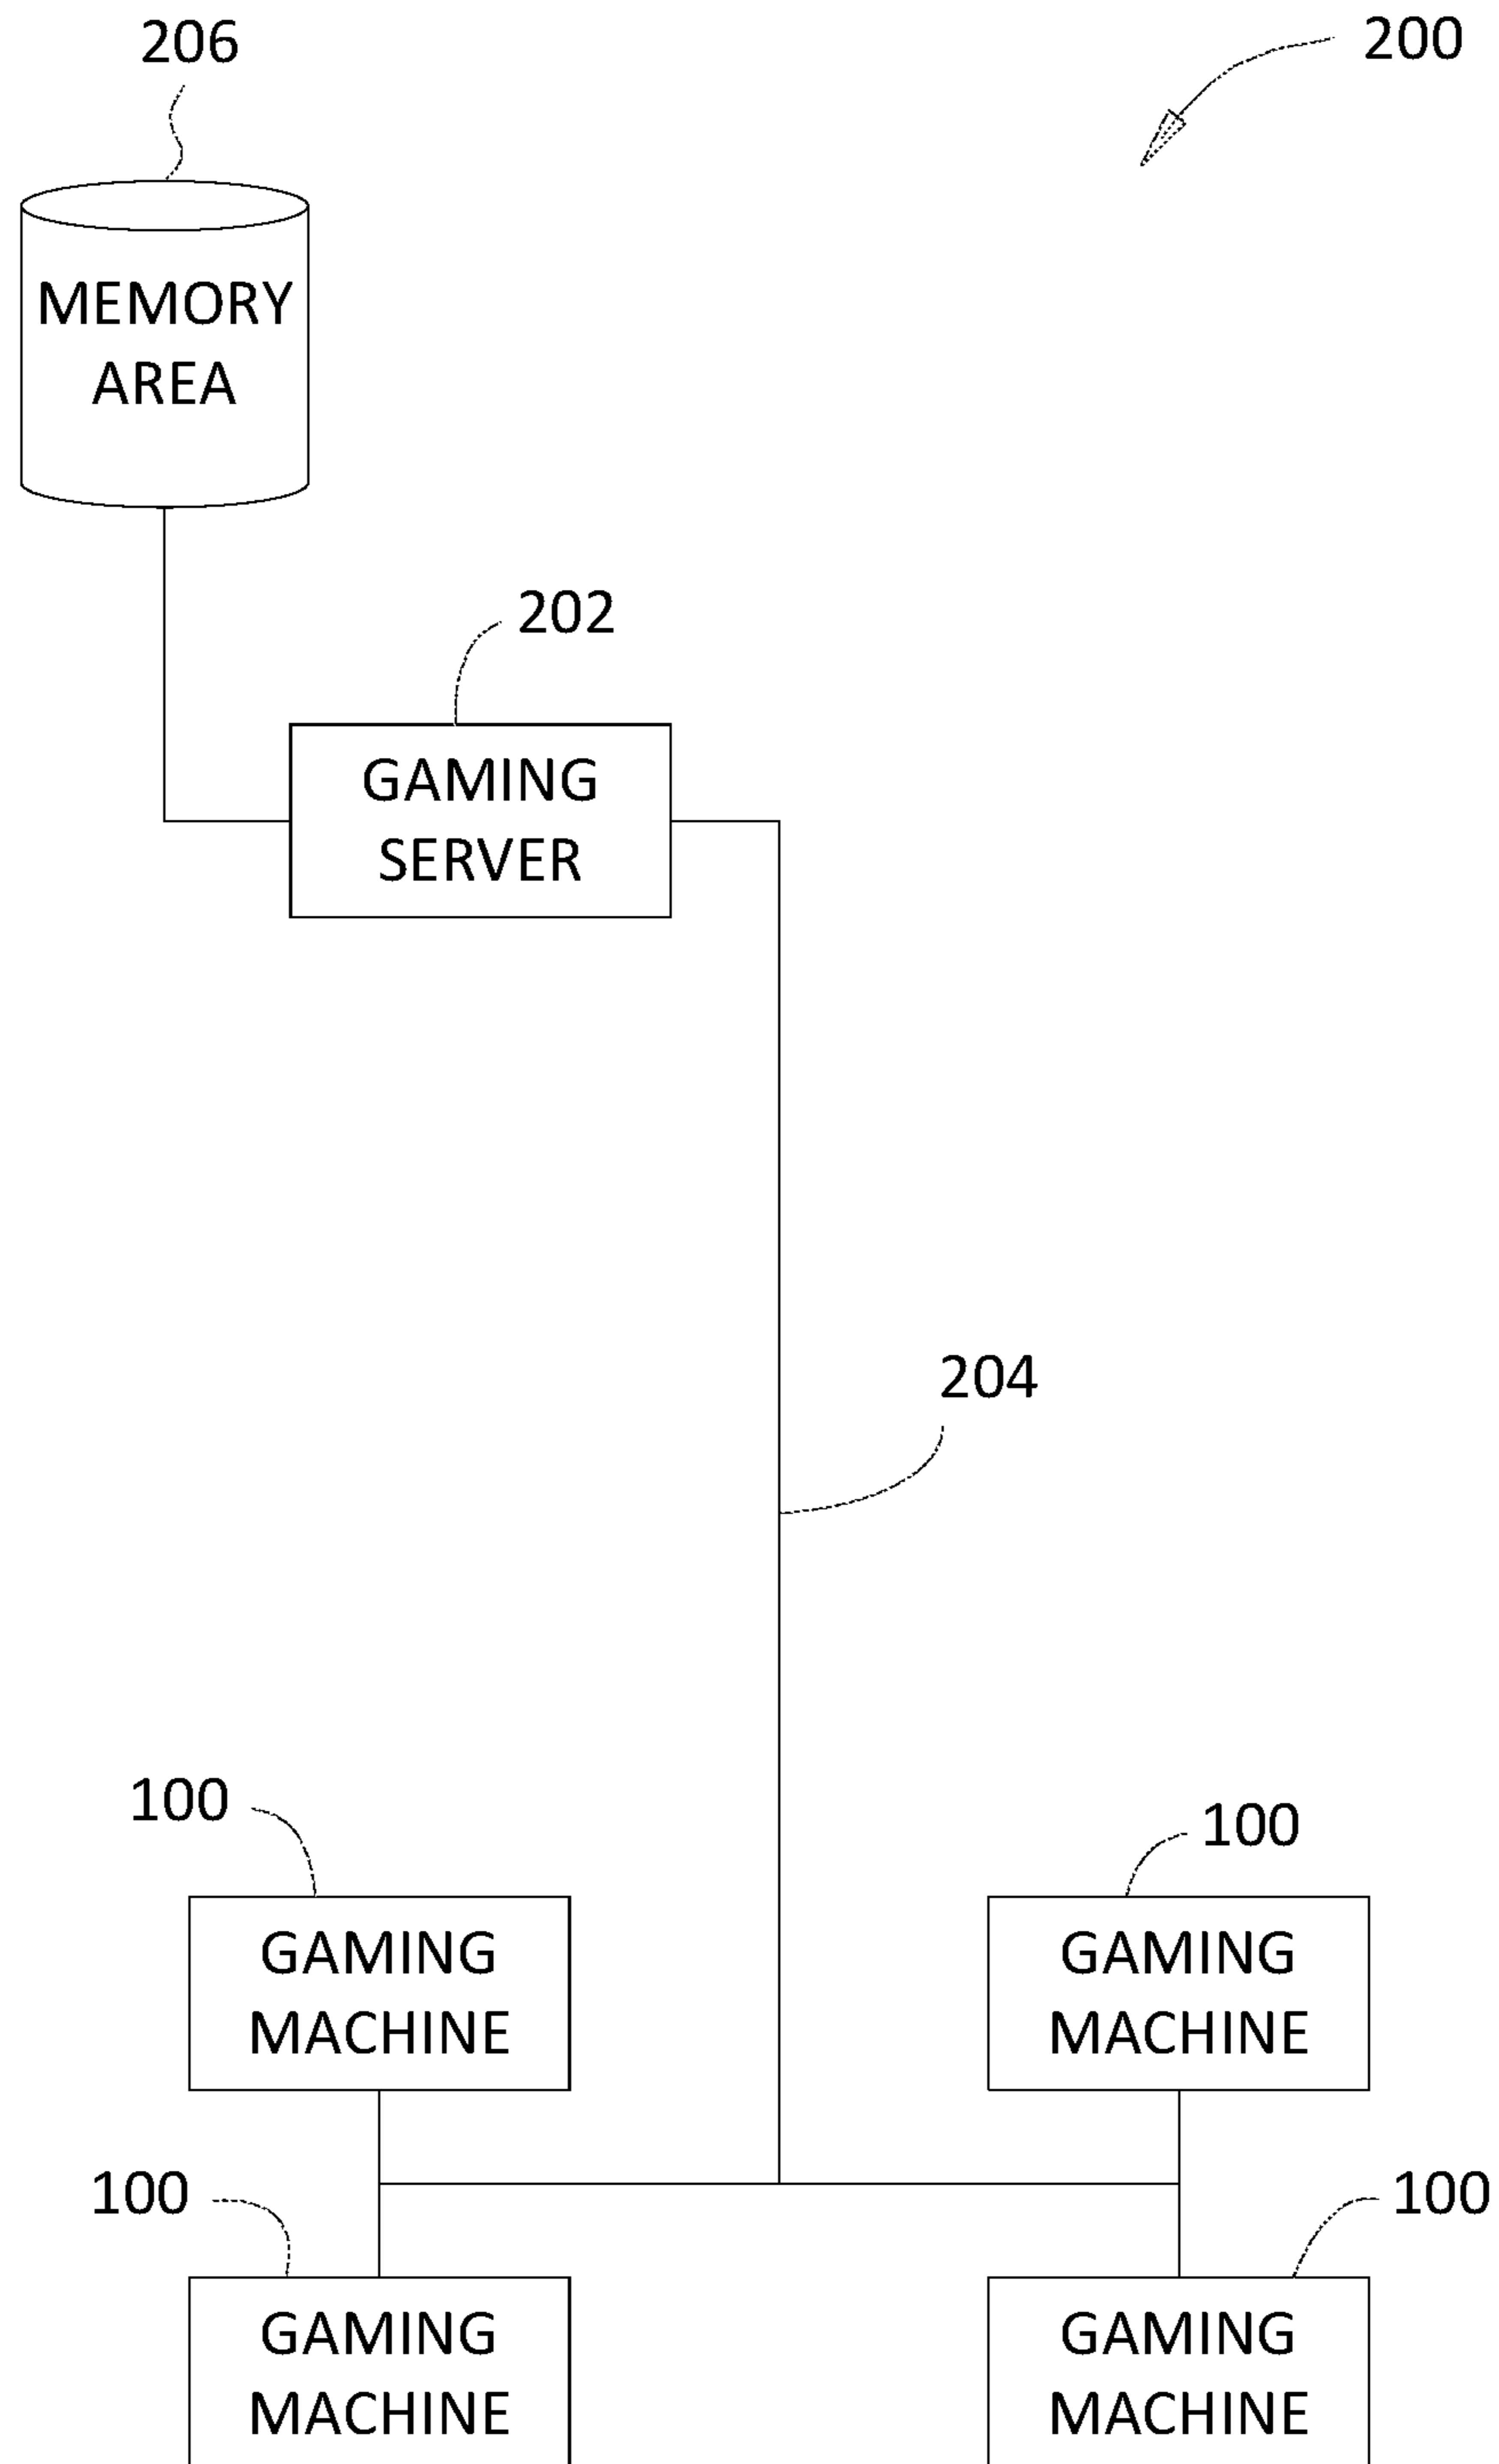 206
200
MEMORY
AREA
202
GAMING
SERVER
204
100
100
GAMING
MACHINE
GAMING
MACHINE
100
100
GAMING
MACHINE
GAMING
MACHINE